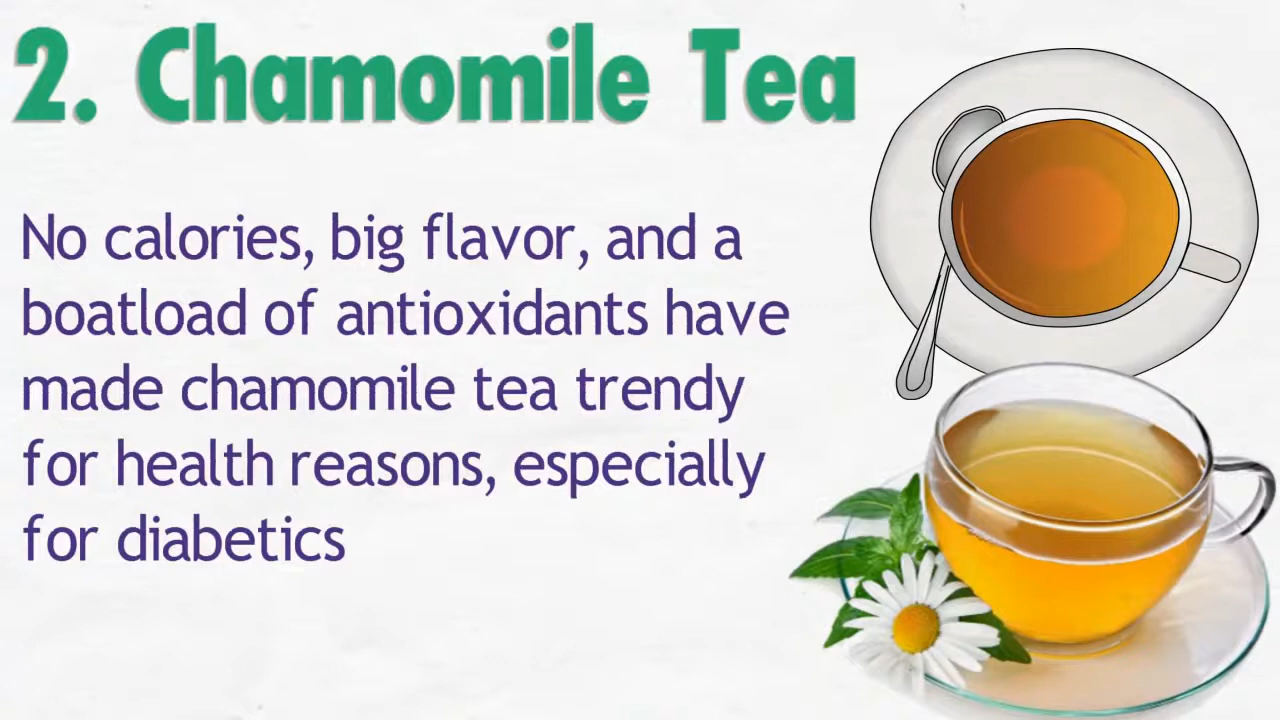 2. Chamomile Tea
No calories, big flavor, and a
boatload of antioxidants have
made chamomile tea trendy
for health reasons, especially
for diabetics